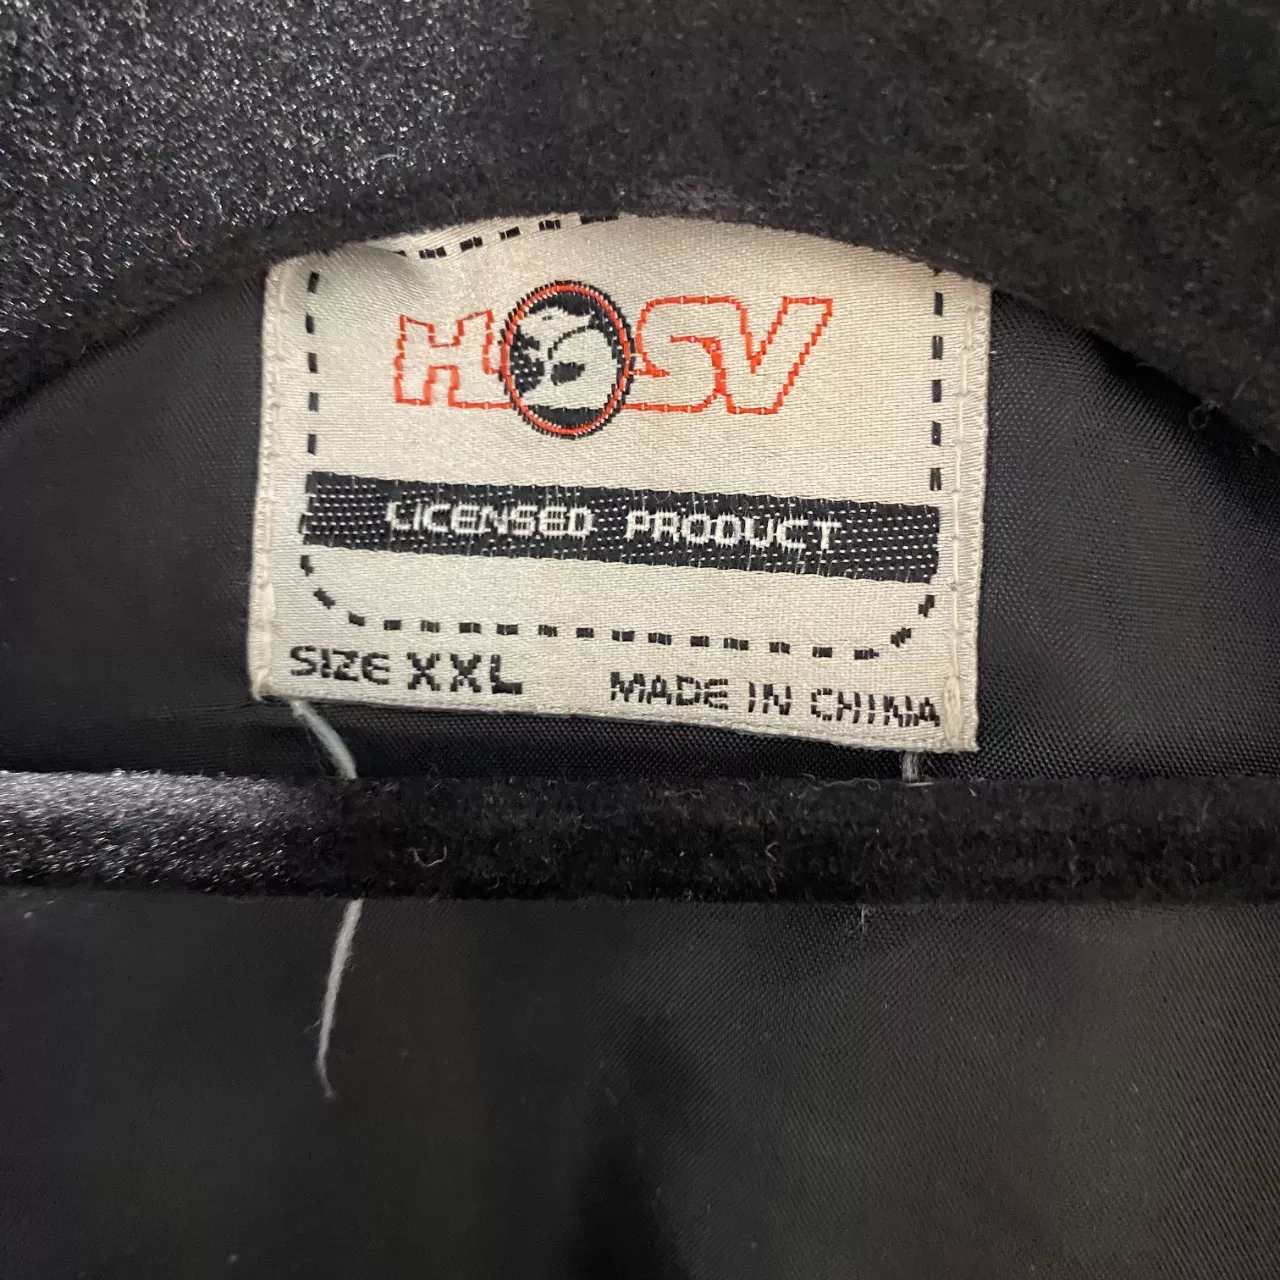 HSV
LICENSED PRODUCT
SIZE XXL MADE IN CHINA